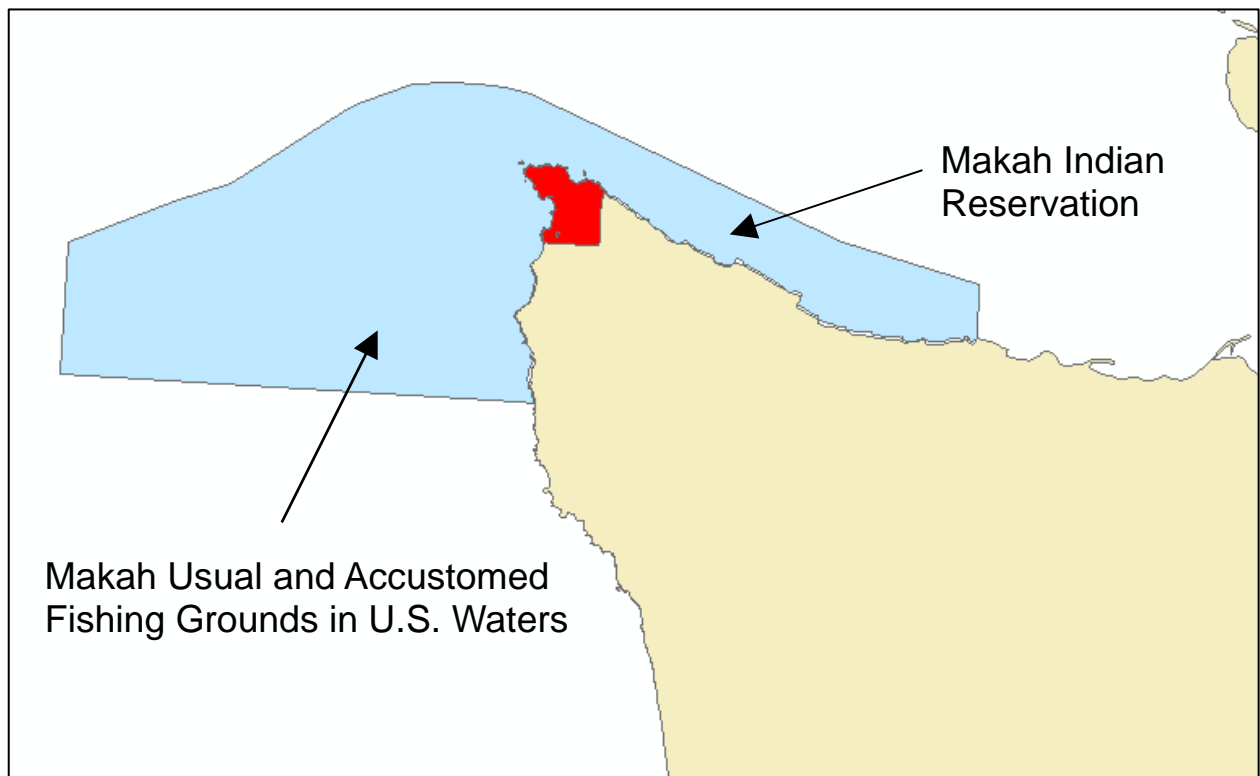 Makah Indian
Reservation
Makah Usual and Accustomed
Fishing Grounds in U.S. Waters